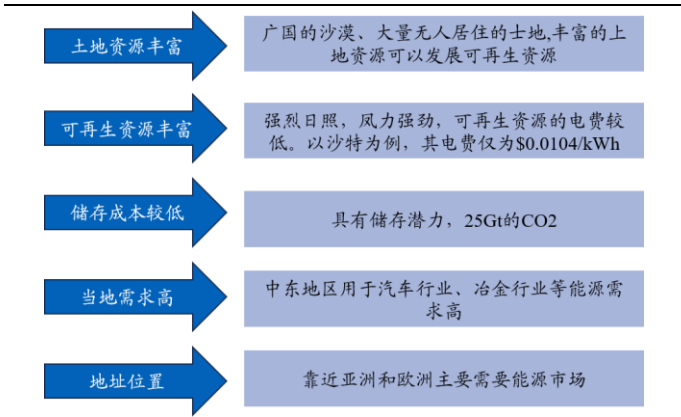 土地资源丰富
广国的沙漠、大量无人居住的士地,丰富的上
地资源可以发展可再生资源
可再生资源丰富
强烈日照，风力强劲，可再生资源的电费较
低。以沙特为例，其电费仅为$0.0104/kWh
储存成本较低
具有储存潜力，25Gt的CO2
当地需求高
中东地区用于汽车行业、冶金行业等能源需
求高
地址位置
靠近亚洲和欧洲主要需要能源市场